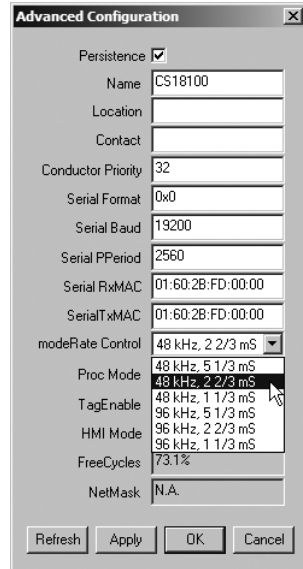 Advanced Configuration
Persistence
Name CS18100
Location
Contact
Conductor Priority 32
Serial Format 0x0
Serial Baud 19200
Serial PPeriod 2560
Serial RxMAC 01:60:2B:FD:00:00
SerialTxMAC 01:60:2B:FD:00:00
modeRate Control 48 kHz, 2 2/3 mS
48 kHz, 5 1/3 mS
Proc Mode 48 kHz, 2 2/3 mS
48 kHz, 1 1/3 mS
TagEnable 96 kHz, 5 1/3 mS
HMI Mode 96 kHz, 2 2/3 mS
96 kHz, 1 1/3 mS
FreeCycles 73.1%
NetMask N.A.
Refresh Apply OK Cancel